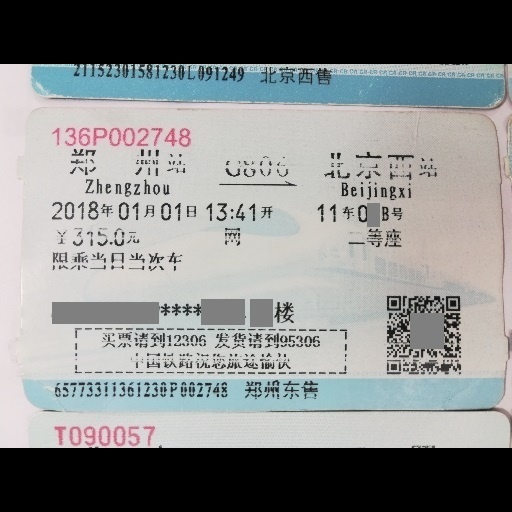 21152301581230L091249 北京西售
136P002748
郑 州站 G806 北京西站
Zhengzhou Beijingxi
2018年01月01日 13:41开 11车0 B号
￥315.0元 网 二等座
限乘当日当次车
**** 楼
买票请到12306 发货请到95306
中国铁路祝您旅途愉快
65773311361230P002748 郑州东售
T090057